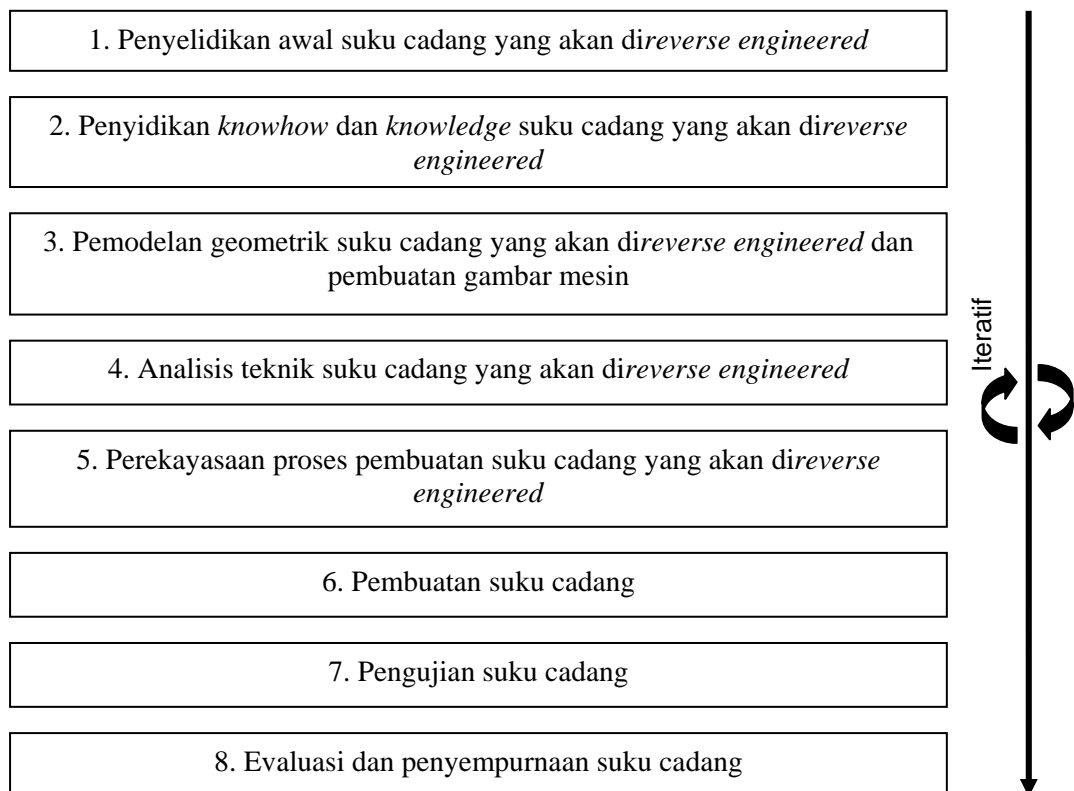 1. Penyelidikan awal suku cadang yang akan direverse engineered
2. Penyidikan knowhow dan knowledge suku cadang yang akan direverse
engineered
3. Pemodelan geometrik suku cadang yang akan direverse engineered dan
pembuatan gambar mesin
4. Analisis teknik suku cadang yang akan direverse engineered
5. Perekayasaan proses pembuatan suku cadang yang akan direverse
engineered
6. Pembuatan suku cadang
7. Pengujian suku cadang
8. Evaluasi dan penyempurnaan suku cadang
Iteratif